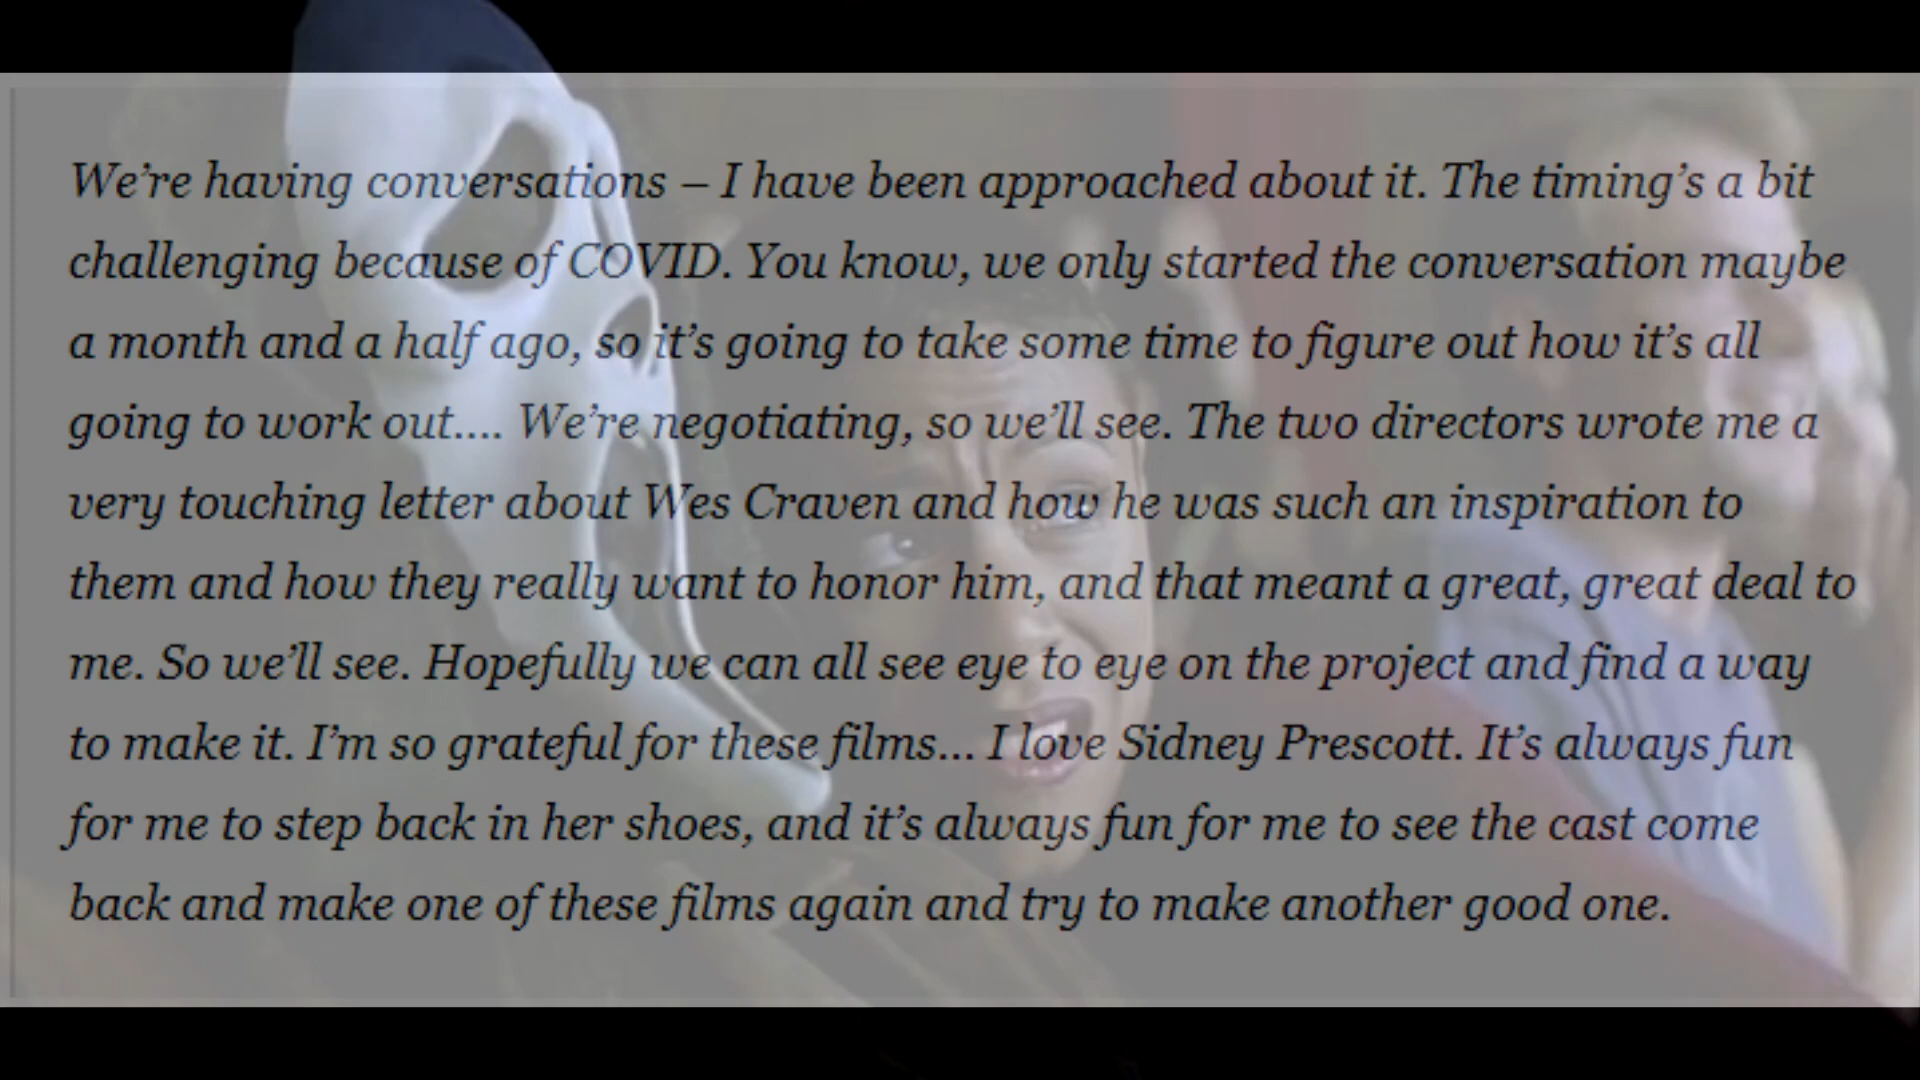 We’re having conversations – I have been approached about it. The timing’s a bit
challenging because of COVID. You know, we only started the conversation maybe
a month and a half ago, so it’s going to take some time to figure out how it’s all
going to work out…. We’re negotiating, so we’ll see. The two directors wrote me a
very touching letter about Wes Craven and how he was such an inspiration to
them and how they really want to honor him, and that meant a great, great deal to
me. So we’ll see. Hopefully we can all see eye to eye on the project and find a way
to make it. I’m so grateful for these films… I love Sidney Prescott. It’s always fun
for me to step back in her shoes, and it’s always fun for me to see the cast come
back and make one of these films again and try to make another good one.